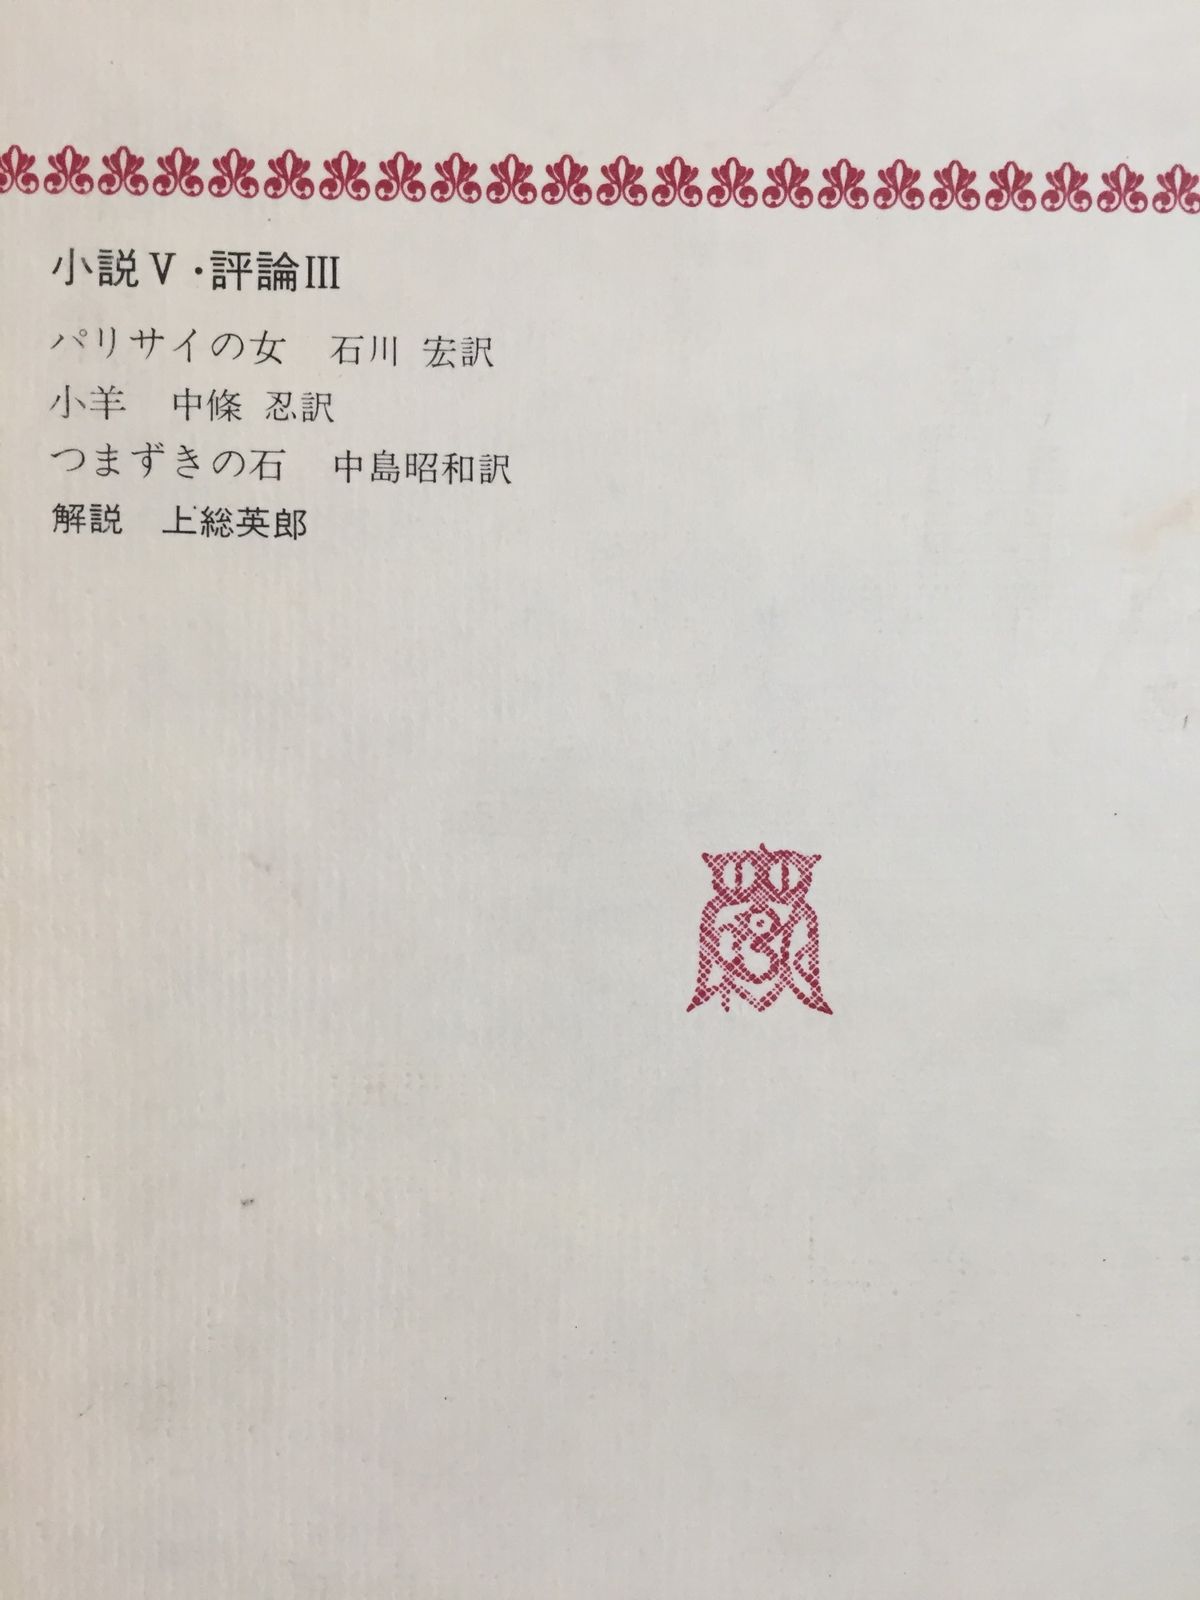 小説Ⅴ・評論Ⅲ
パリサイの女　石川 宏訳
小羊　中條 忍訳
つまずきの石　中島昭和訳
解説　上総英郎